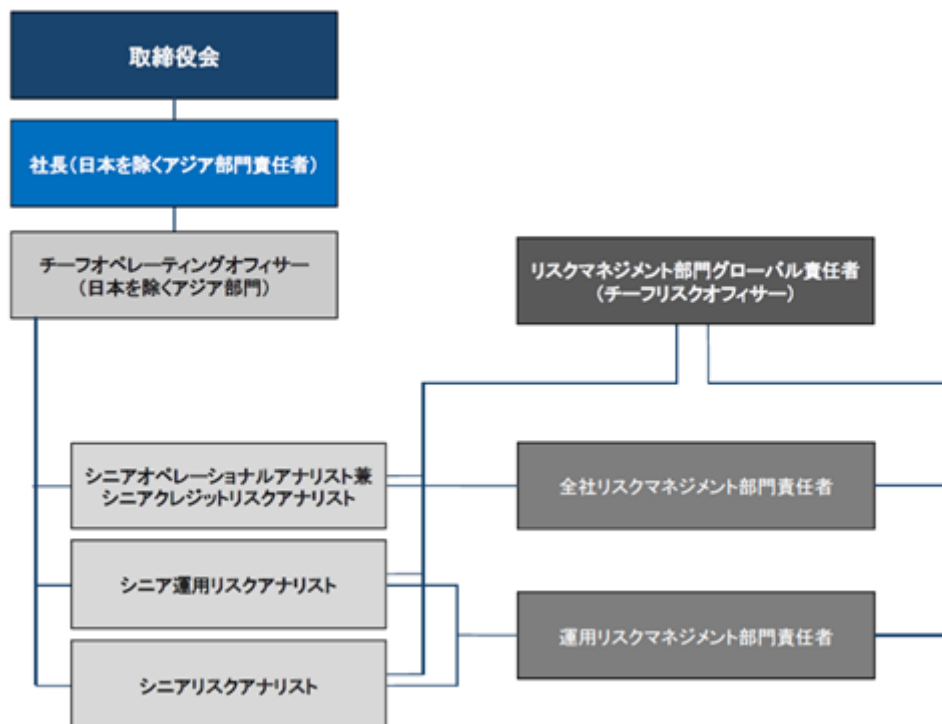 取締役会
社長(日本を除くアジア部門責任者)
チーフオペレーティングオフィサー
(日本を除くアジア部門)
リスクマネジメント部門グローバル責任者
(チーフリスクオフィサー)
シニアオペレーショナルアナリスト兼
シニアクレジットリスクアナリスト
全社リスクマネジメント部門責任者
シニア運用リスクアナリスト
運用リスクマネジメント部門責任者
シニアリスクアナリスト